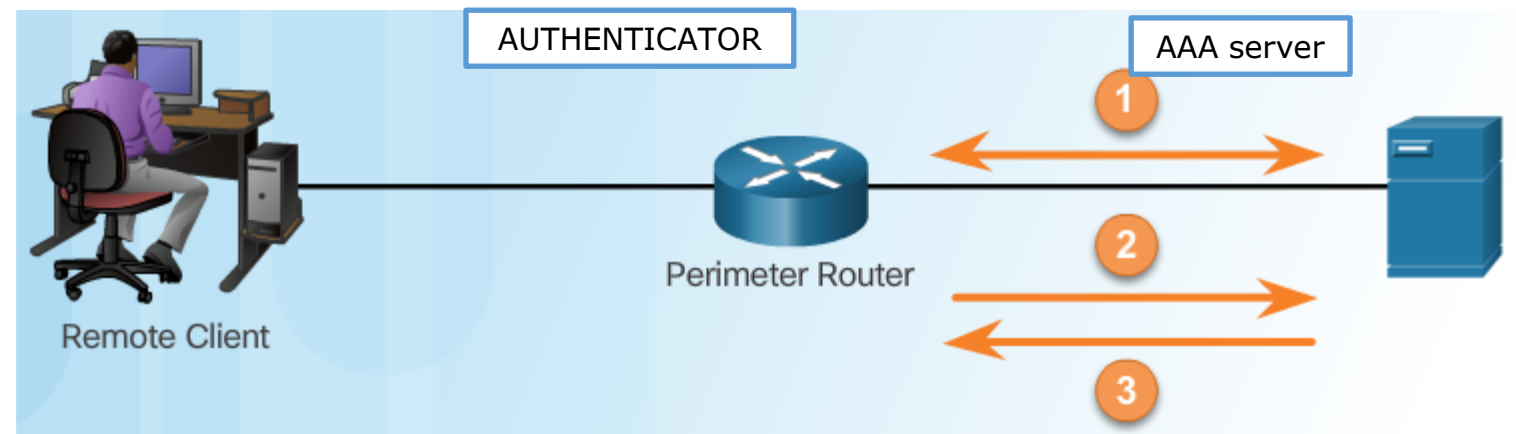 AUTHENTICATOR
AAA server
1
2
Perimeter Router
Remote Client
3